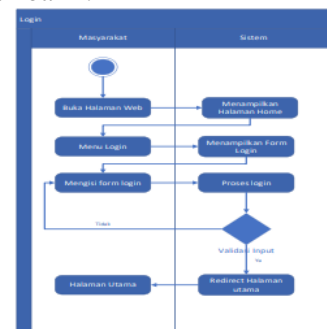 Login
Masyarakat
Sistem
Buka Halaman Web
Menampilkan
Halaman Home
Menu Login
Menampilkan Form
Login
Mengisi form login
Proses login
Tidak
Validasi Input
Ya
Halaman Utama
Redirect Halaman
utama